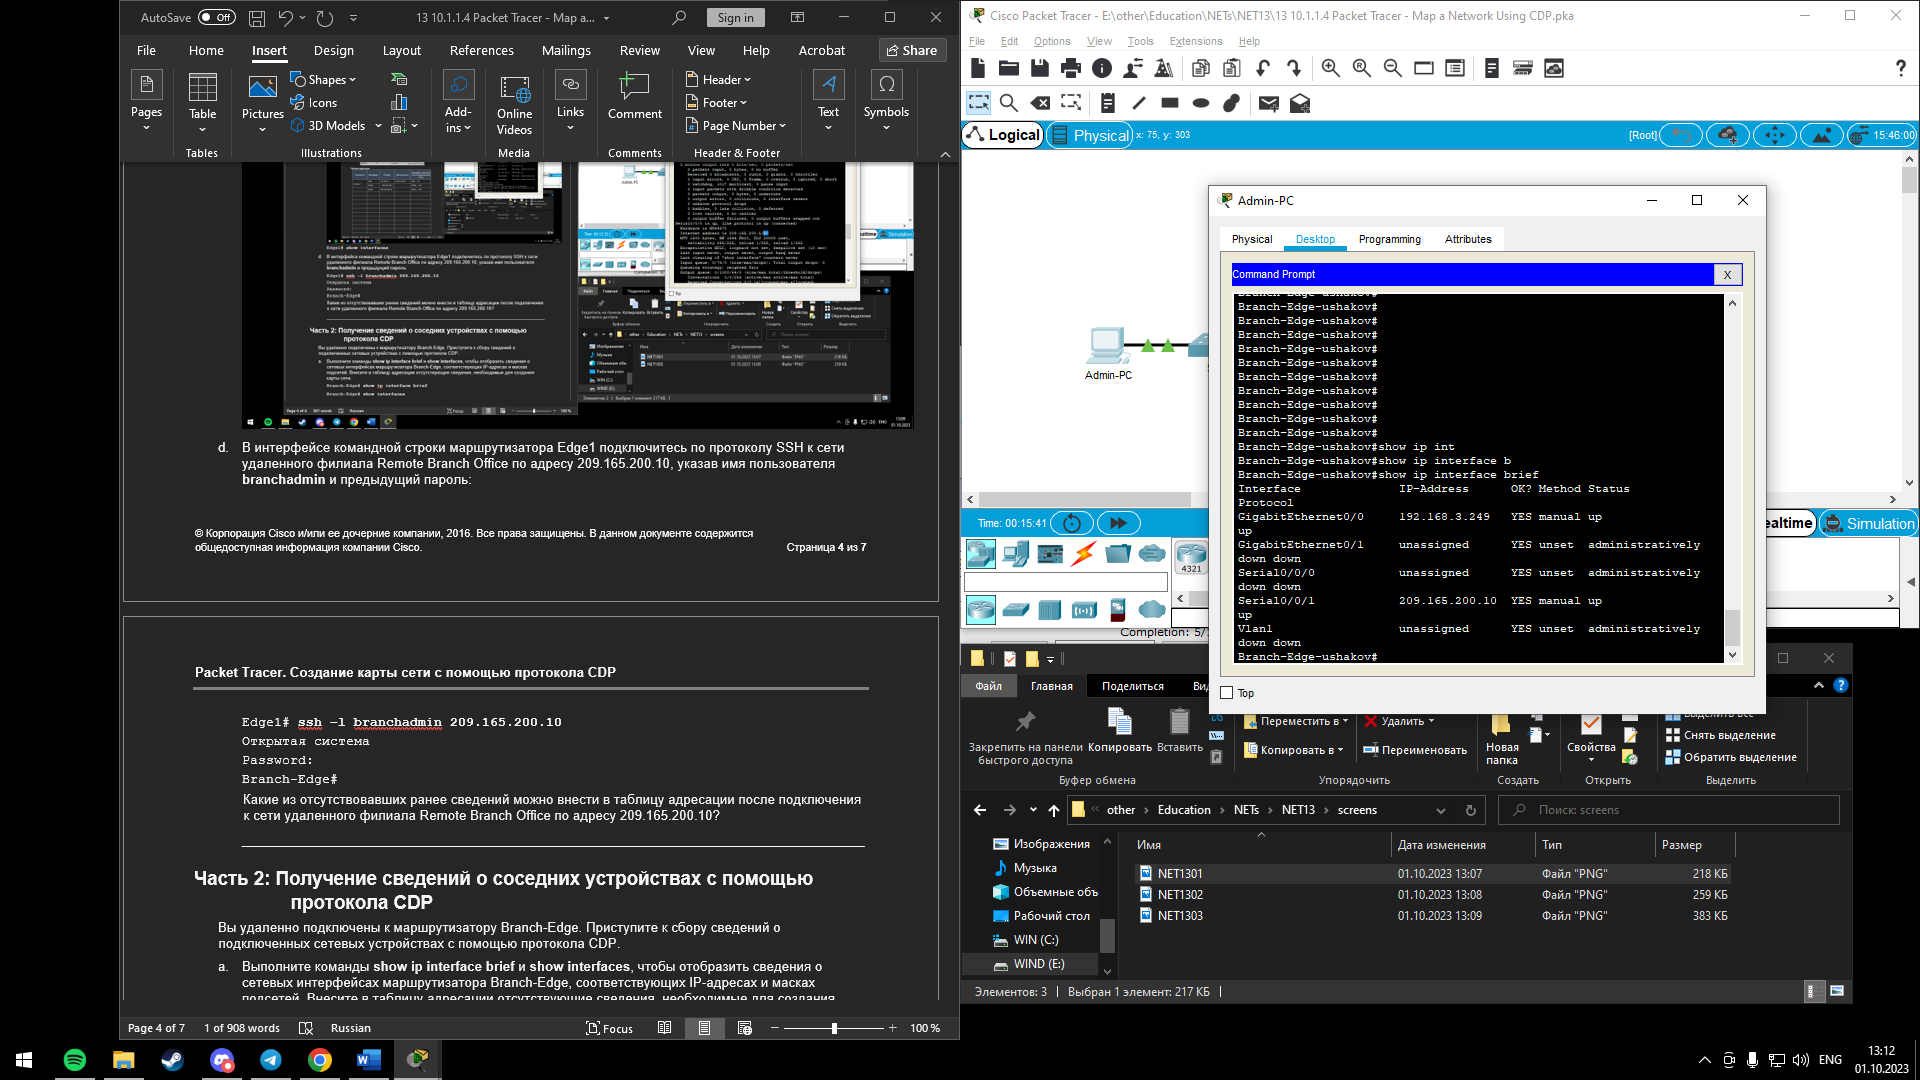 AutoSave Off 13 10.1.1.4 Packet Tracer - Map a... Sign in
File Home Insert Design Layout References Mailings Review View Help Acrobat Share
Pages
Table
Tables
Pictures
Shapes
Icons
3D Models
Illustrations
Add-
ins
Online
Videos
Media
Links
Comment
Comments
Header
Footer
Page Number
Header & Footer
Text
Symbols
Часть 2: Получение сведений о соседних устройствах с помощью
протокола CDP
d. В интерфейсе командной строки маршрутизатора Edge1 подключитесь по протоколу SSH к сети
удаленного филиала Remote Branch Office по адресу 209.165.200.10, указав имя пользователя
branchadmin и предыдущий пароль:
© Корпорация Cisco и/или ее дочерние компании, 2016. Все права защищены. В данном документе содержится
общедоступная информация компании Cisco. Страница 4 из 7
Packet Tracer. Создание карты сети с помощью протокола CDP
Edge1# ssh –l branchadmin 209.165.200.10
Открытая система
Password:
Branch-Edge#
Какие из отсутствовавших ранее сведений можно внести в таблицу адресации после подключения
к сети удаленного филиала Remote Branch Office по адресу 209.165.200.10?
Часть 2: Получение сведений о соседних устройствах с помощью
протокола CDP
Вы удаленно подключены к маршрутизатору Branch-Edge. Приступите к сбору сведений о
подключенных сетевых устройствах с помощью протокола CDP.
a. Выполните команды show ip interface brief и show interfaces, чтобы отобразить сведения о
сетевых интерфейсах маршрутизатора Branch-Edge, соответствующих IP-адресах и масках
подсетей. Внесите в таблицу адресации отсутствующие сведения, необходимые для создания
Page 4 of 7 1 of 908 words Russian Focus 100 %
Cisco Packet Tracer - E:\other\Education\NETs\NET13\13 10.1.1.4 Packet Tracer - Map a Network Using CDP.pka
File Edit Options View Tools Extensions Help
?
Logical Physical x: 75, y: 303 [Root] 15:46:00
Admin-PC
Time: 00:15:41
ealtime Simulation
4321
Completion: 5/
Admin-PC
Physical Desktop Programming Attributes
Command Prompt X
Branch-Edge-ushakov#
Branch-Edge-ushakov#
Branch-Edge-ushakov#
Branch-Edge-ushakov#
Branch-Edge-ushakov#
Branch-Edge-ushakov#
Branch-Edge-ushakov#
Branch-Edge-ushakov#
Branch-Edge-ushakov#
Branch-Edge-ushakov#
Branch-Edge-ushakov#
Branch-Edge-ushakov#show ip int
Branch-Edge-ushakov#show ip interface b
Branch-Edge-ushakov#show ip interface brief
Interface IP-Address OK? Method Status
Protocol
GigabitEthernet0/0 192.168.3.249 YES manual up
up
GigabitEthernet0/1 unassigned YES unset administratively
down down
Serial0/0/0 unassigned YES unset administratively
down down
Serial0/0/1 209.165.200.10 YES manual up
up
Vlan1 unassigned YES unset administratively
down down
Branch-Edge-ushakov#
Top
Файл Главная Поделиться Ви
Закрепить на панели
быстрого доступа
Копировать
Вставить
Буфер обмена
Переместить в
Копировать в
Удалить
Переименовать
Упорядочить
Новая
папка
Создать
Свойства
Открыть
Выделить все
Снять выделение
Обратить выделение
Выделить
other Education NETs NET13 screens Поиск: screens
Изображения
Музыка
Объемные объ
Рабочий стол
WIN (C:)
WIND (E:)
Имя Дата изменения Тип Размер
NET1301 01.10.2023 13:07 Файл "PNG" 218 КБ
NET1302 01.10.2023 13:08 Файл "PNG" 259 КБ
NET1303 01.10.2023 13:09 Файл "PNG" 383 КБ
Элементов: 3 Выбран 1 элемент: 217 КБ
ENG 13:12
01.10.2023